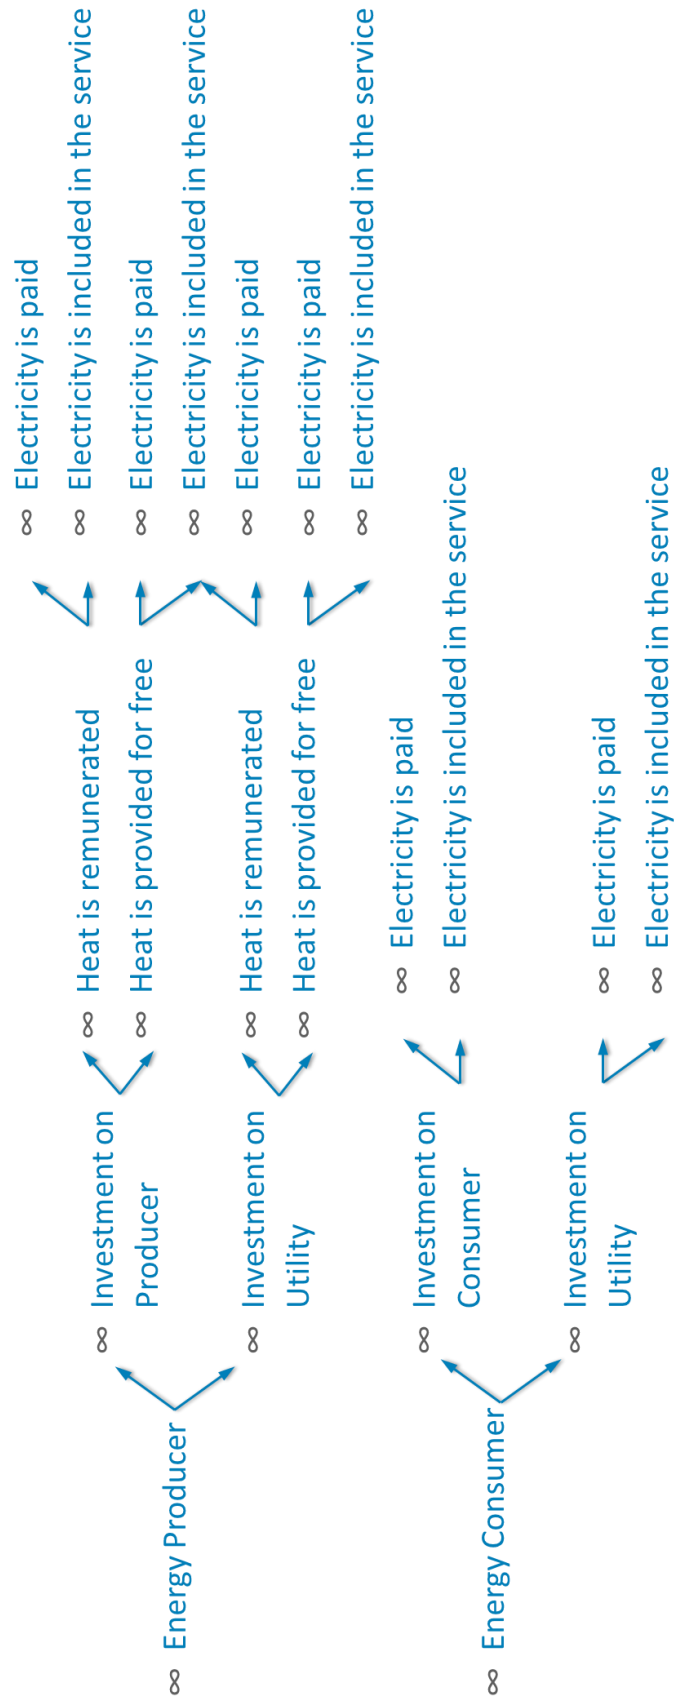 ∞ Energy Producer
∞ Investment on
Producer
∞ Heat is remunerated
∞ Electricity is paid
∞ Electricity is included in the service
∞ Heat is provided for free
∞ Electricity is paid
∞ Electricity is included in the service
∞ Investment on
Utility
∞ Heat is remunerated
∞ Electricity is paid
∞ Heat is provided for free
∞ Electricity is paid
∞ Electricity is included in the service
∞ Energy Consumer
∞ Investment on
Consumer
∞ Electricity is paid
∞ Electricity is included in the service
∞ Investment on
Utility
∞ Electricity is paid
∞ Electricity is included in the service